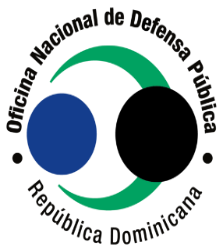 Oficina Nacional de Defensa Pública
República Dominicana